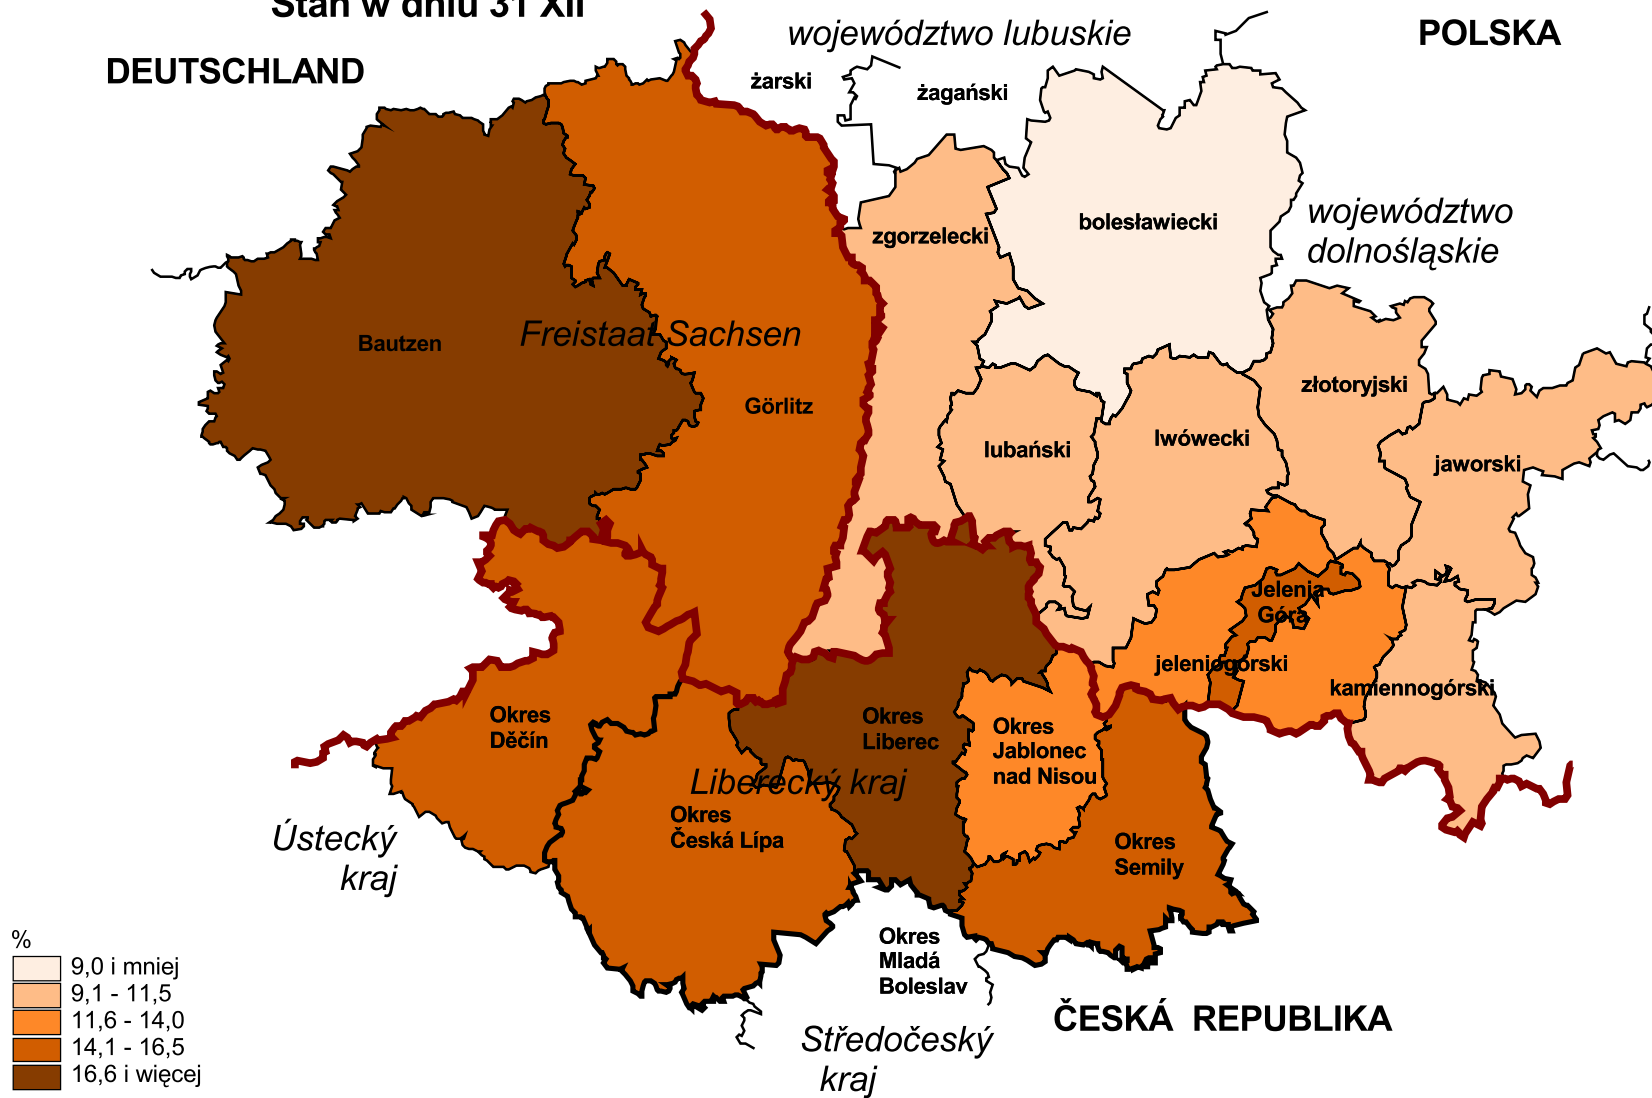 Stan w dniu 31 XII
województwo lubuskie
POLSKA
DEUTSCHLAND
żarski
żagański
województwo
dolnośląskie
zgorzelecki
bolesławiecki
Bautzen
Freistaat Sachsen
Görlitz
złotoryjski
lubański
lwówecki
jaworski
Jelenia
Góra
jeleniogórski
kamiennogórski
Okres
Děčín
Okres
Liberec
Okres
Jablonec
nad Nisou
Liberecký kraj
Okres
Česká Lípa
Okres
Semily
Ústecký
kraj
Okres
Mladá
Boleslav
ČESKÁ REPUBLIKA
Středočeský
kraj
%
9,0 i mniej
9,1 - 11,5
11,6 - 14,0
14,1 - 16,5
16,6 i więcej